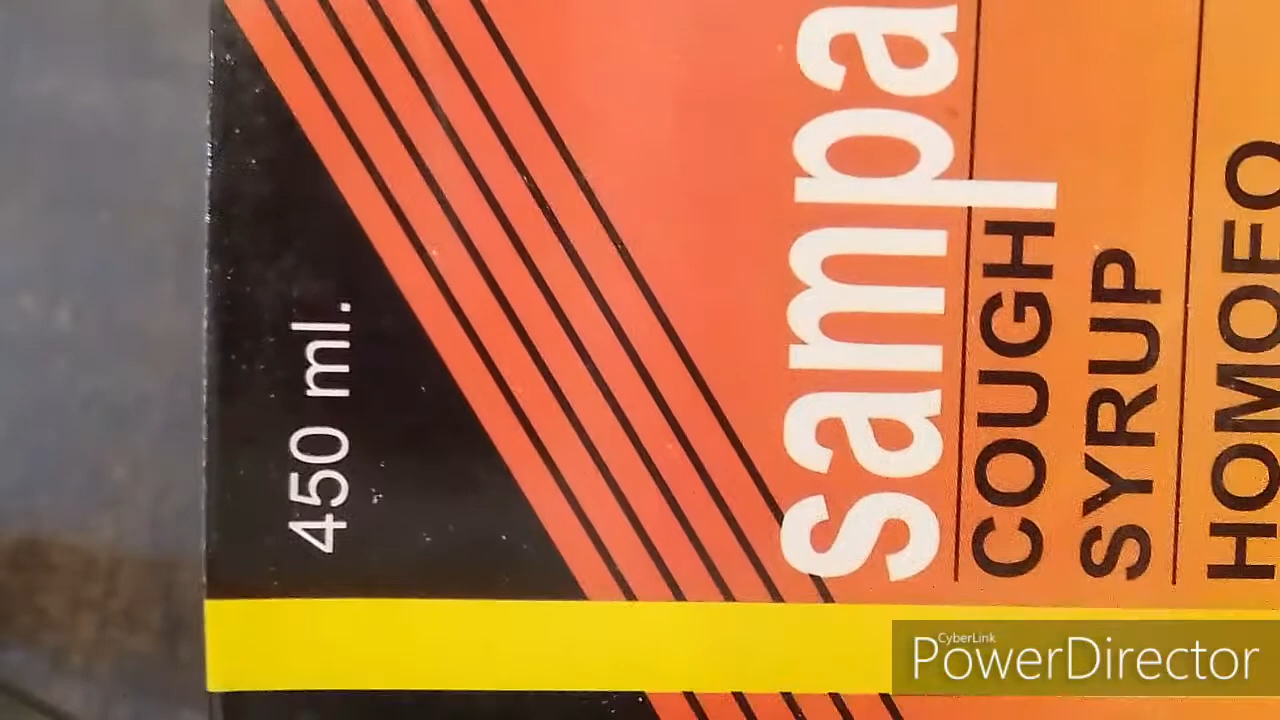 450 ml.
sampa
COUGH
SYRUP
HOMOEO
CyberLink
PowerDirector